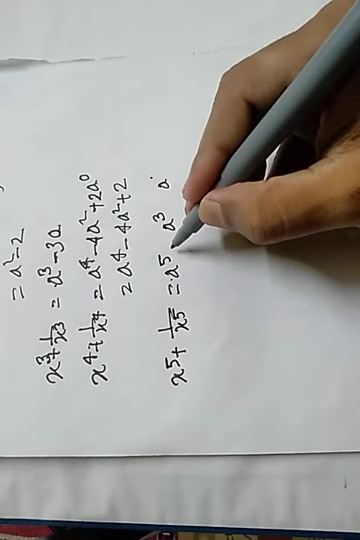 = a² - 2
x³ + 1/x³ = a³ - 3a
x⁴ + 1/x⁴ = a⁴ - 4a² + 2a⁰
= a⁴ - 4a² + 2
x⁵ + 1/x⁵ = a⁵ a³ a